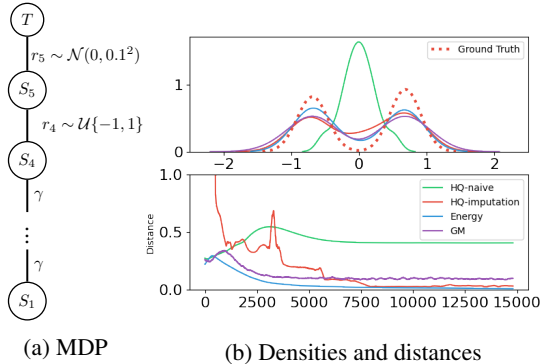 T
r₅ ∼ 𝒩(0, 0.1²)
S₅
r₄ ∼ 𝒰{−1, 1}
S₄
γ
⋮
γ
S₁
(a) MDP
Ground Truth
1
0
−2 −1 0 1 2
HQ-naive
HQ-imputation
Energy
GM
Distance
1.0
0.5
0.0
0 2500 5000 7500 10000 12500 15000
(b) Densities and distances